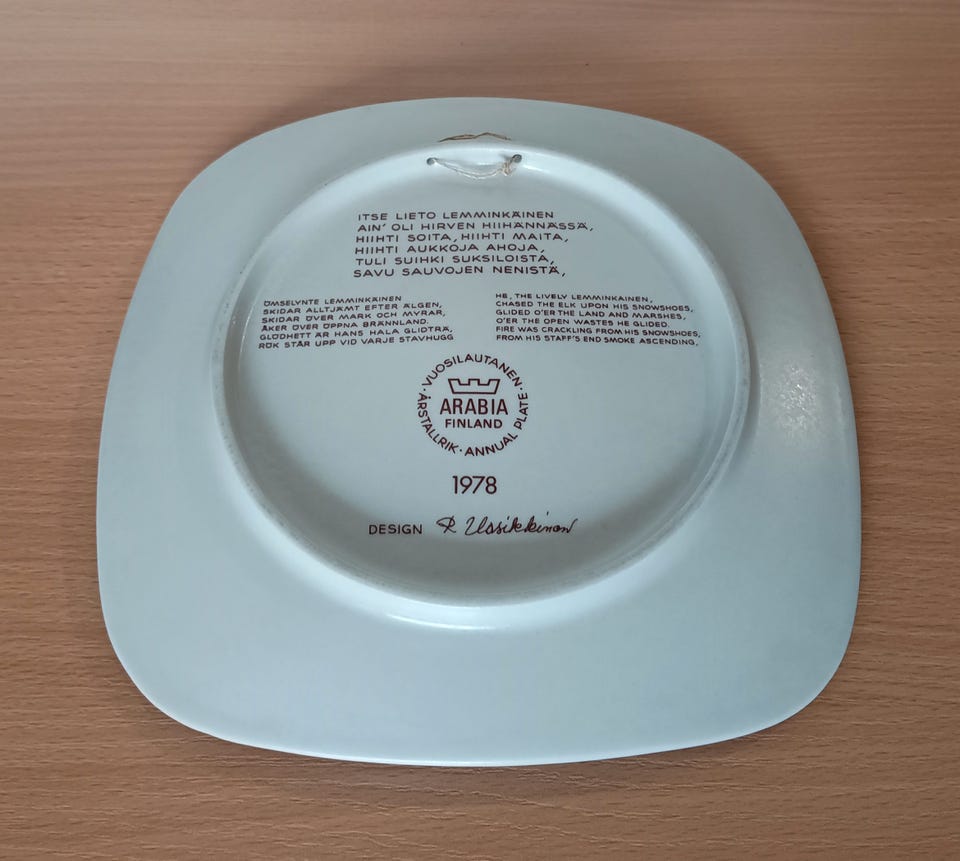 ITSE LIETO LEMMINKÄINEN
AIN' OLI HIRVEN HIIHÄNNÄSSÄ,
HIIHTI SOITA, HIIHTI MAITA,
HIIHTI AUKKOJA AHOJA,
TULI SUIHKI SUKSILOISTA,
SAVU SAUVOJEN NENISTÄ,
ÖMSELYNTE LEMMINKÄINEN
SKIDAR ALLTJÄMT EFTER ÄLGEN,
SKIDAR ÖVER MARK OCH MYRAR,
ÅKER ÖVER ÖPPNA BRÄNNLAND.
GLÖDHETT ÄR HANS HALA GLIDTRÄ,
RÖK STÅR UPP VID VARJE STAVHUGG
HE, THE LIVELY LEMMINKAINEN,
CHASED THE ELK UPON HIS SNOWSHOES,
GLIDED O'ER THE LAND AND MARSHES,
O'ER THE OPEN WASTES HE GLIDED.
FIRE WAS CRACKLING FROM HIS SNOWSHOES,
FROM HIS STAFF'S END SMOKE ASCENDING.
· VUOSILAUTANEN · ANNUAL PLATE · ÅRSTALLRIK
ARABIA
FINLAND
1978
DESIGN R Uosikkinen